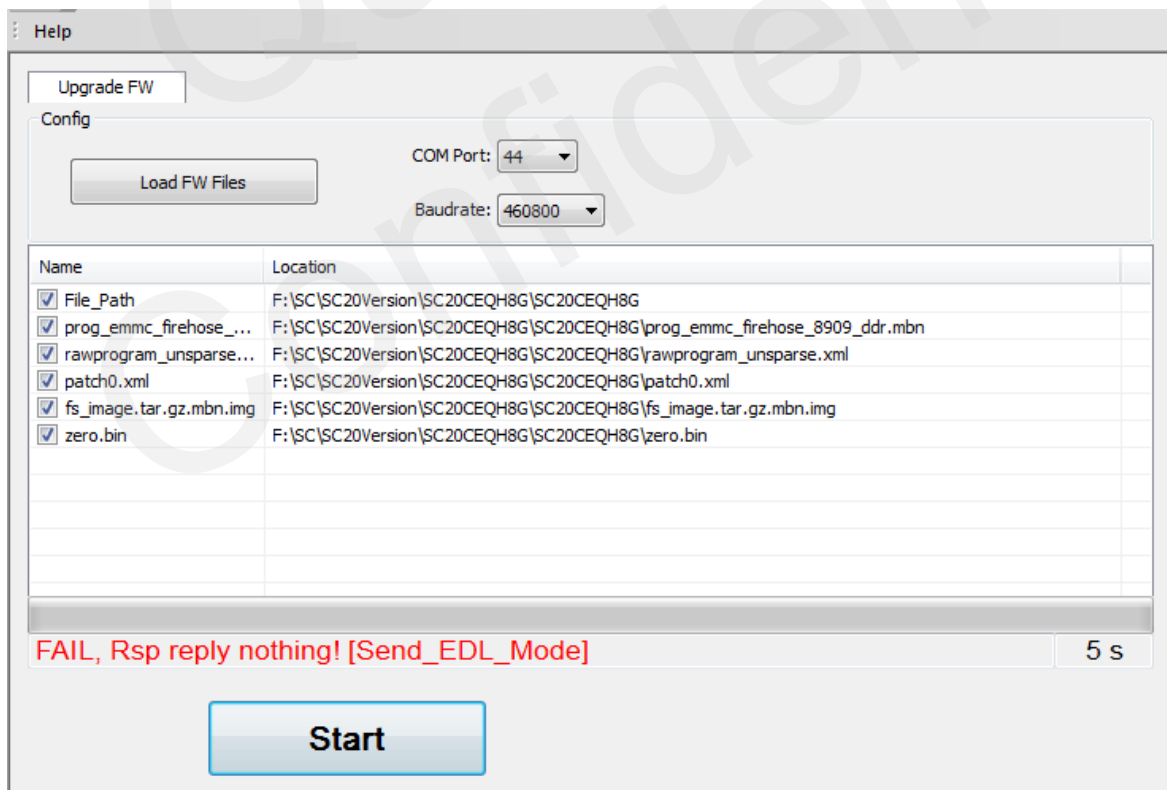 Help
Upgrade FW
Config
Load FW Files
COM Port: 44
Baudrate: 460800
Name Location
File_Path F:\SC\SC20Version\SC20CEQH8G\SC20CEQH8G
prog_emmc_firehose_... F:\SC\SC20Version\SC20CEQH8G\SC20CEQH8G\prog_emmc_firehose_8909_ddr.mbn
rawprogram_unsparse... F:\SC\SC20Version\SC20CEQH8G\SC20CEQH8G\rawprogram_unsparse.xml
patch0.xml F:\SC\SC20Version\SC20CEQH8G\SC20CEQH8G\patch0.xml
fs_image.tar.gz.mbn.img F:\SC\SC20Version\SC20CEQH8G\SC20CEQH8G\fs_image.tar.gz.mbn.img
zero.bin F:\SC\SC20Version\SC20CEQH8G\SC20CEQH8G\zero.bin
FAIL, Rsp reply nothing! [Send_EDL_Mode] 5 s
Start